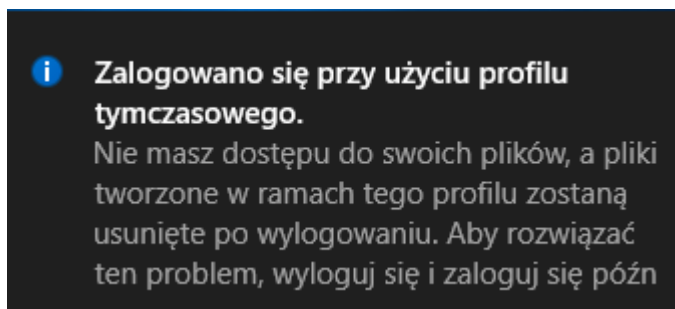 Zalogowano się przy użyciu profilu
tymczasowego.
Nie masz dostępu do swoich plików, a pliki
tworzone w ramach tego profilu zostaną
usunięte po wylogowaniu. Aby rozwiązać
ten problem, wyloguj się i zaloguj się późn